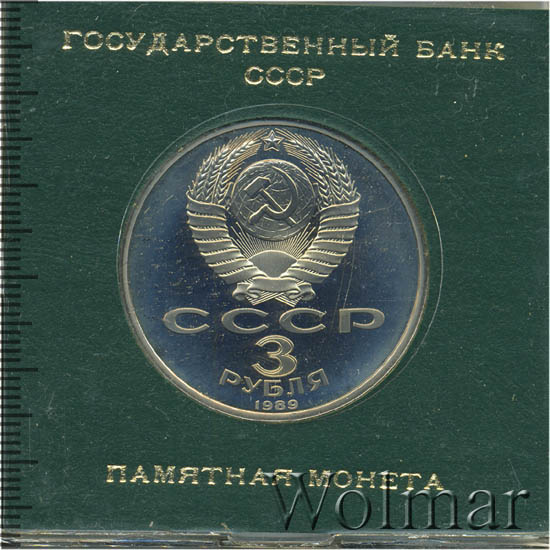 ГОСУДАРСТВЕННЫЙ БАНК
СССР
СССР
3
РУБЛЯ
1989
ПАМЯТНАЯ МОНЕТА
Wolmar